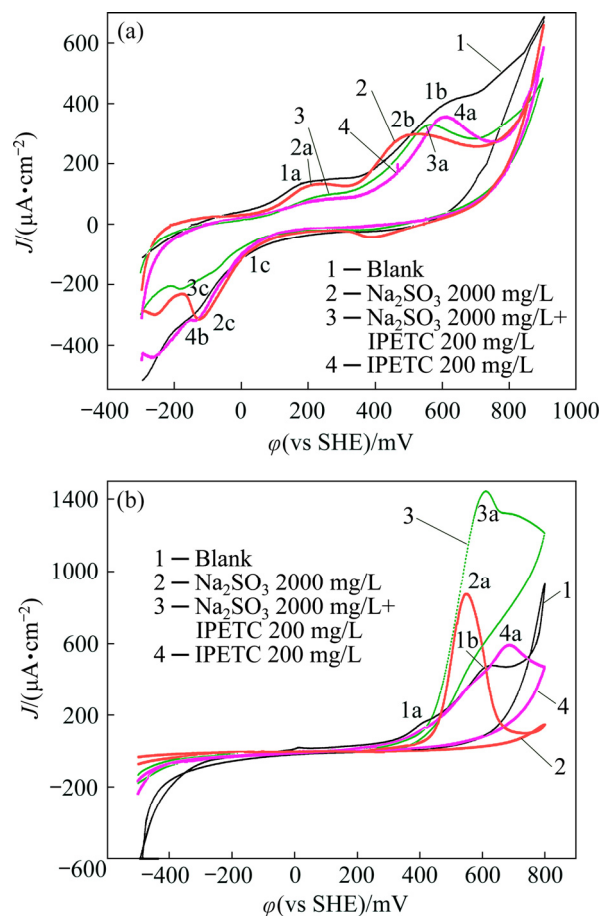 (a)
J/(μA•cm⁻²)
600
400
200
0
−200
−400
1
2
1b
3
4
2b
4a
2a
1a
3a
1c
3c
2c
4b
1 — Blank
2 — Na₂SO₃ 2000 mg/L
3 — Na₂SO₃ 2000 mg/L+
IPETC 200 mg/L
4 — IPETC 200 mg/L
−400 −200 0 200 400 600 800 1000
φ(vs SHE)/mV
(b)
J/(μA•cm⁻²)
1400
1000
600
200
−200
−600
3
3a
1 — Blank
2 — Na₂SO₃ 2000 mg/L
3 — Na₂SO₃ 2000 mg/L+
IPETC 200 mg/L
4 — IPETC 200 mg/L
2a
1
1b
4a
1a
4
2
−400 −200 0 200 400 600 800
φ(vs SHE)/mV